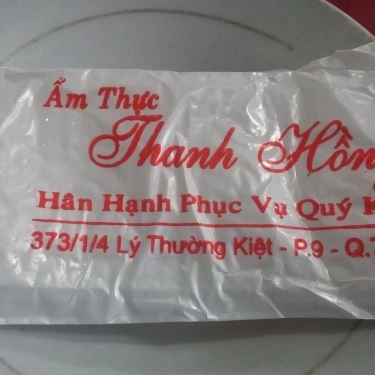 Ẩm Thực
Thanh Hồng
Hân Hạnh Phục Vụ Quý
373/1/4 Lý Thường Kiệt - P.9 - Q.T